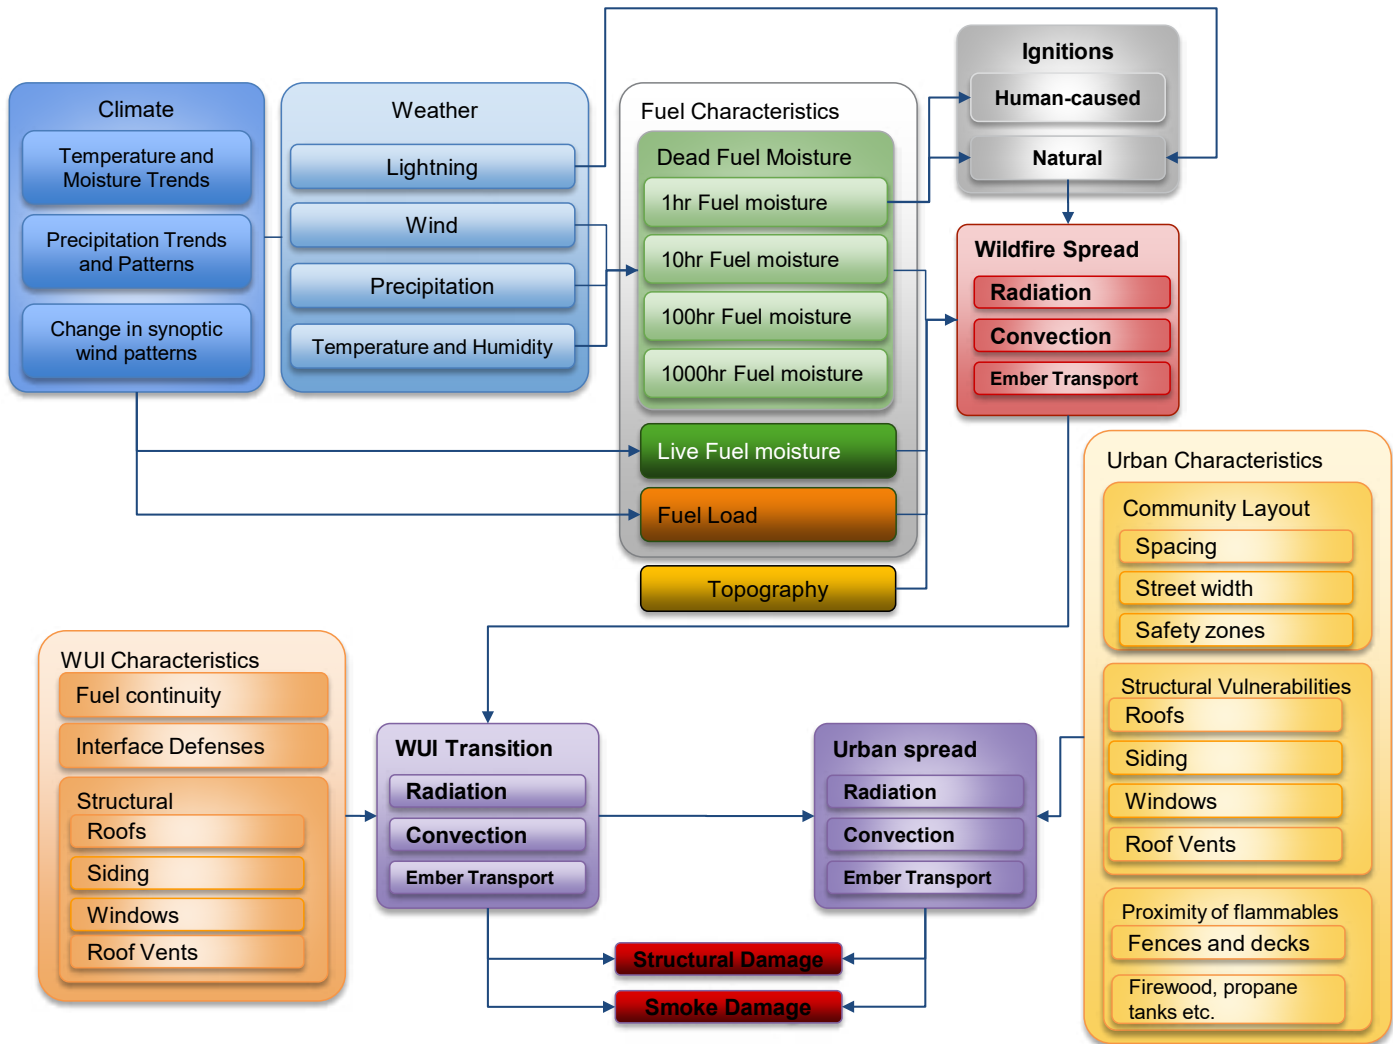 Climate
Temperature and
Moisture Trends
Precipitation Trends
and Patterns
Change in synoptic
wind patterns
Weather
Lightning
Wind
Precipitation
Temperature and Humidity
Fuel Characteristics
Dead Fuel Moisture
1hr Fuel moisture
10hr Fuel moisture
100hr Fuel moisture
1000hr Fuel moisture
Live Fuel moisture
Fuel Load
Topography
Ignitions
Human-caused
Natural
Wildfire Spread
Radiation
Convection
Ember Transport
WUI Characteristics
Fuel continuity
Interface Defenses
Structural
Roofs
Siding
Windows
Roof Vents
WUI Transition
Radiation
Convection
Ember Transport
Urban spread
Radiation
Convection
Ember Transport
Structural Damage
Smoke Damage
Urban Characteristics
Community Layout
Spacing
Street width
Safety zones
Structural Vulnerabilities
Roofs
Siding
Windows
Roof Vents
Proximity of flammables
Fences and decks
Firewood, propane
tanks etc.